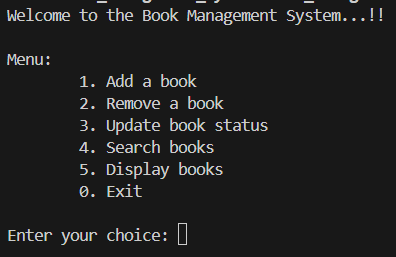 Welcome to the Book Management System...!!
Menu:
1. Add a book
2. Remove a book
3. Update book status
4. Search books
5. Display books
0. Exit
Enter your choice: